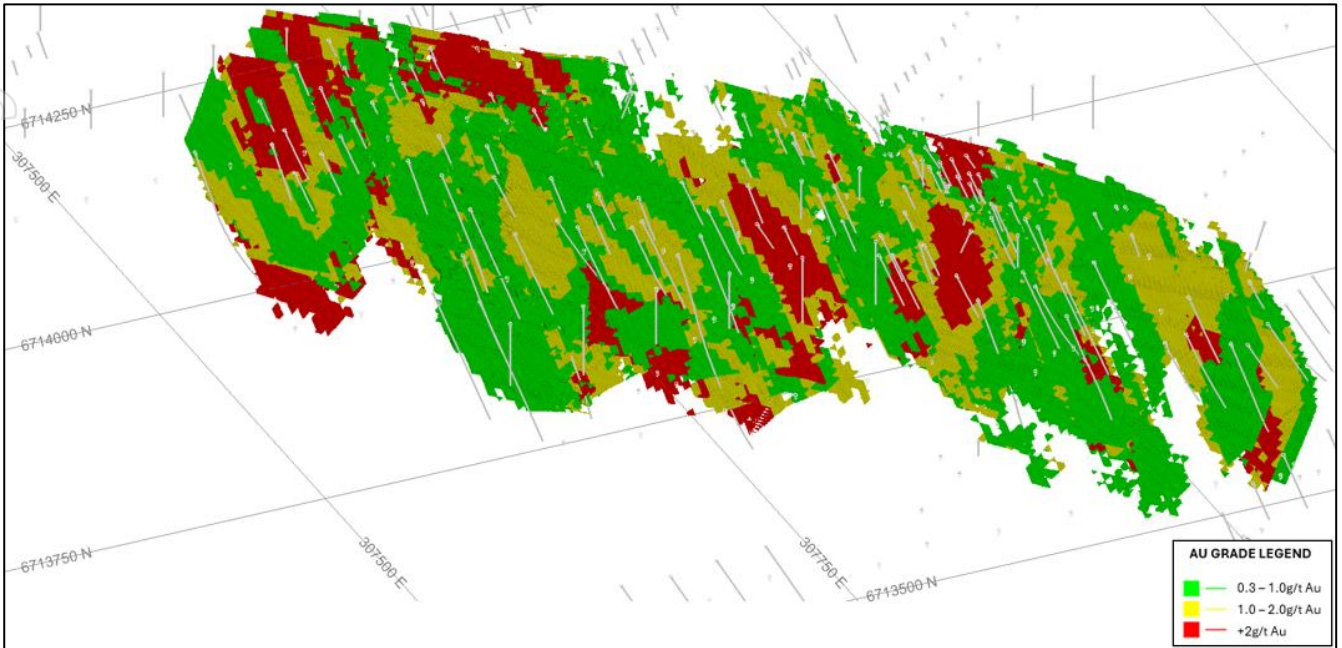 6714250 N
307500 E
6714000 N
6713750 N
307500 E
307750 E
6713500 N
AU GRADE LEGEND
0.3 – 1.0g/t Au
1.0 – 2.0g/t Au
+2g/t Au